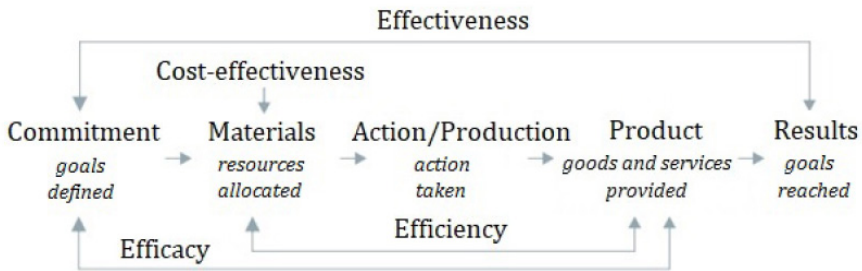 Effectiveness
Cost-effectiveness
Commitment Materials Action/Production Product Results
goals resources action goods and services goals
defined allocated taken provided reached
Efficiency
Efficacy